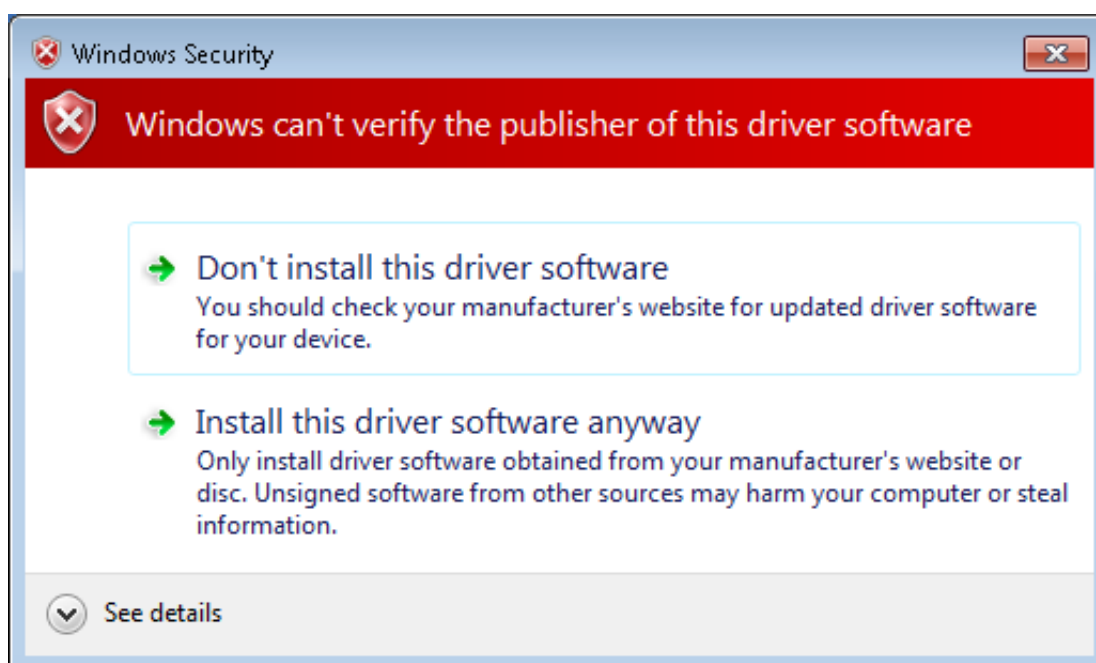 Windows Security
Windows can't verify the publisher of this driver software
Don't install this driver software
You should check your manufacturer's website for updated driver software
for your device.
Install this driver software anyway
Only install driver software obtained from your manufacturer's website or
disc. Unsigned software from other sources may harm your computer or steal
information.
See details